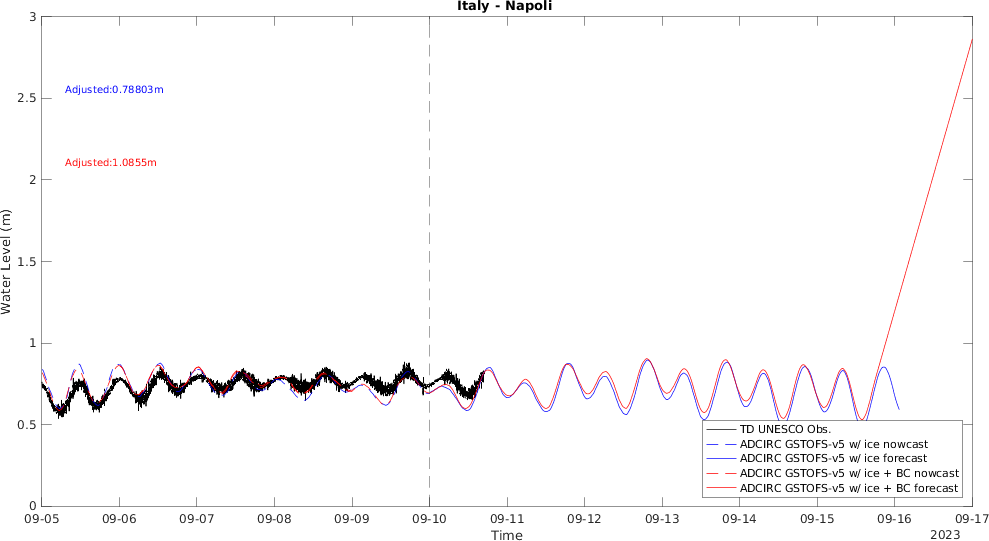 Italy - Napoli
3
2.5
2
1.5
1
0.5
0
Water Level (m)
Adjusted:0.78803m
Adjusted:1.0855m
TD UNESCO Obs.
ADCIRC GSTOFS-v5 w/ ice nowcast
ADCIRC GSTOFS-v5 w/ ice forecast
ADCIRC GSTOFS-v5 w/ ice + BC nowcast
ADCIRC GSTOFS-v5 w/ ice + BC forecast
09-05 09-06 09-07 09-08 09-09 09-10 09-11 09-12 09-13 09-14 09-15 09-16 09-17
Time
2023